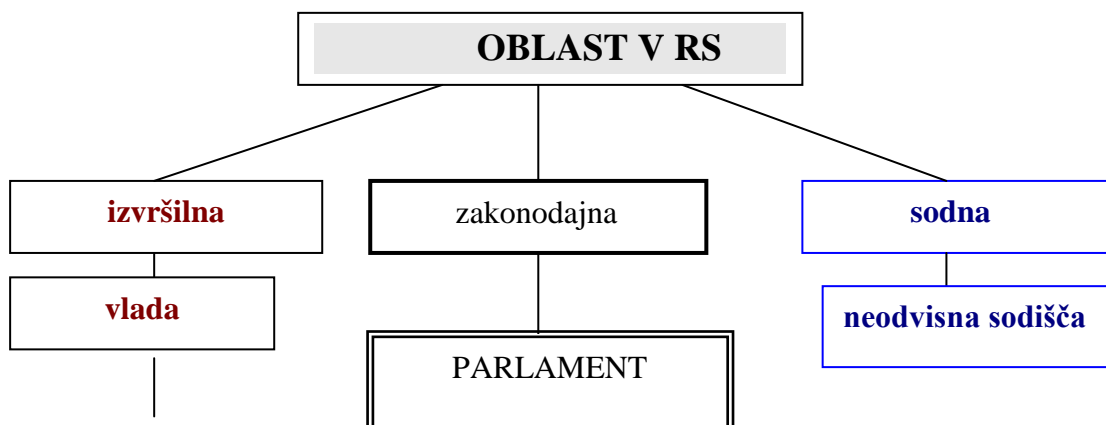 OBLAST V RS
izvršilna
zakonodajna
sodna
vlada
neodvisna sodišča
PARLAMENT